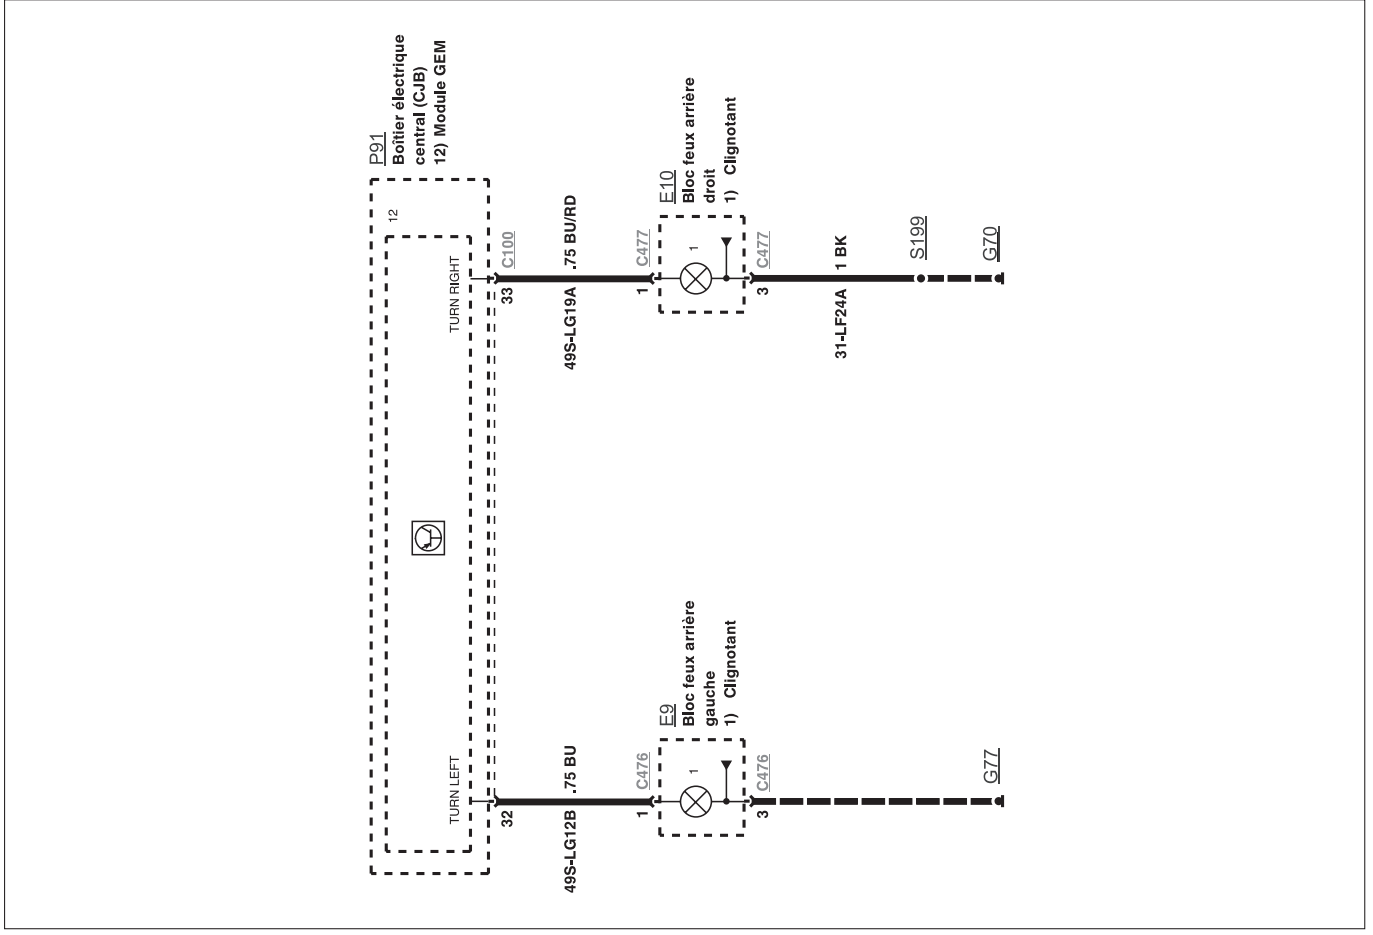 P91
Boîtier électrique
central (CJB)
12) Module GEM
12
TURN LEFT
TURN RIGHT
32
33
C100
49S-LG12B
.75 BU
49S-LG19A
.75 BU/RD
1
C476
1
C477
E9
Bloc feux arrière
gauche
1) Clignotant
1
E10
Bloc feux arrière
droit
1) Clignotant
1
3
C476
3
C477
31-LF24A
1 BK
S199
G77
G70